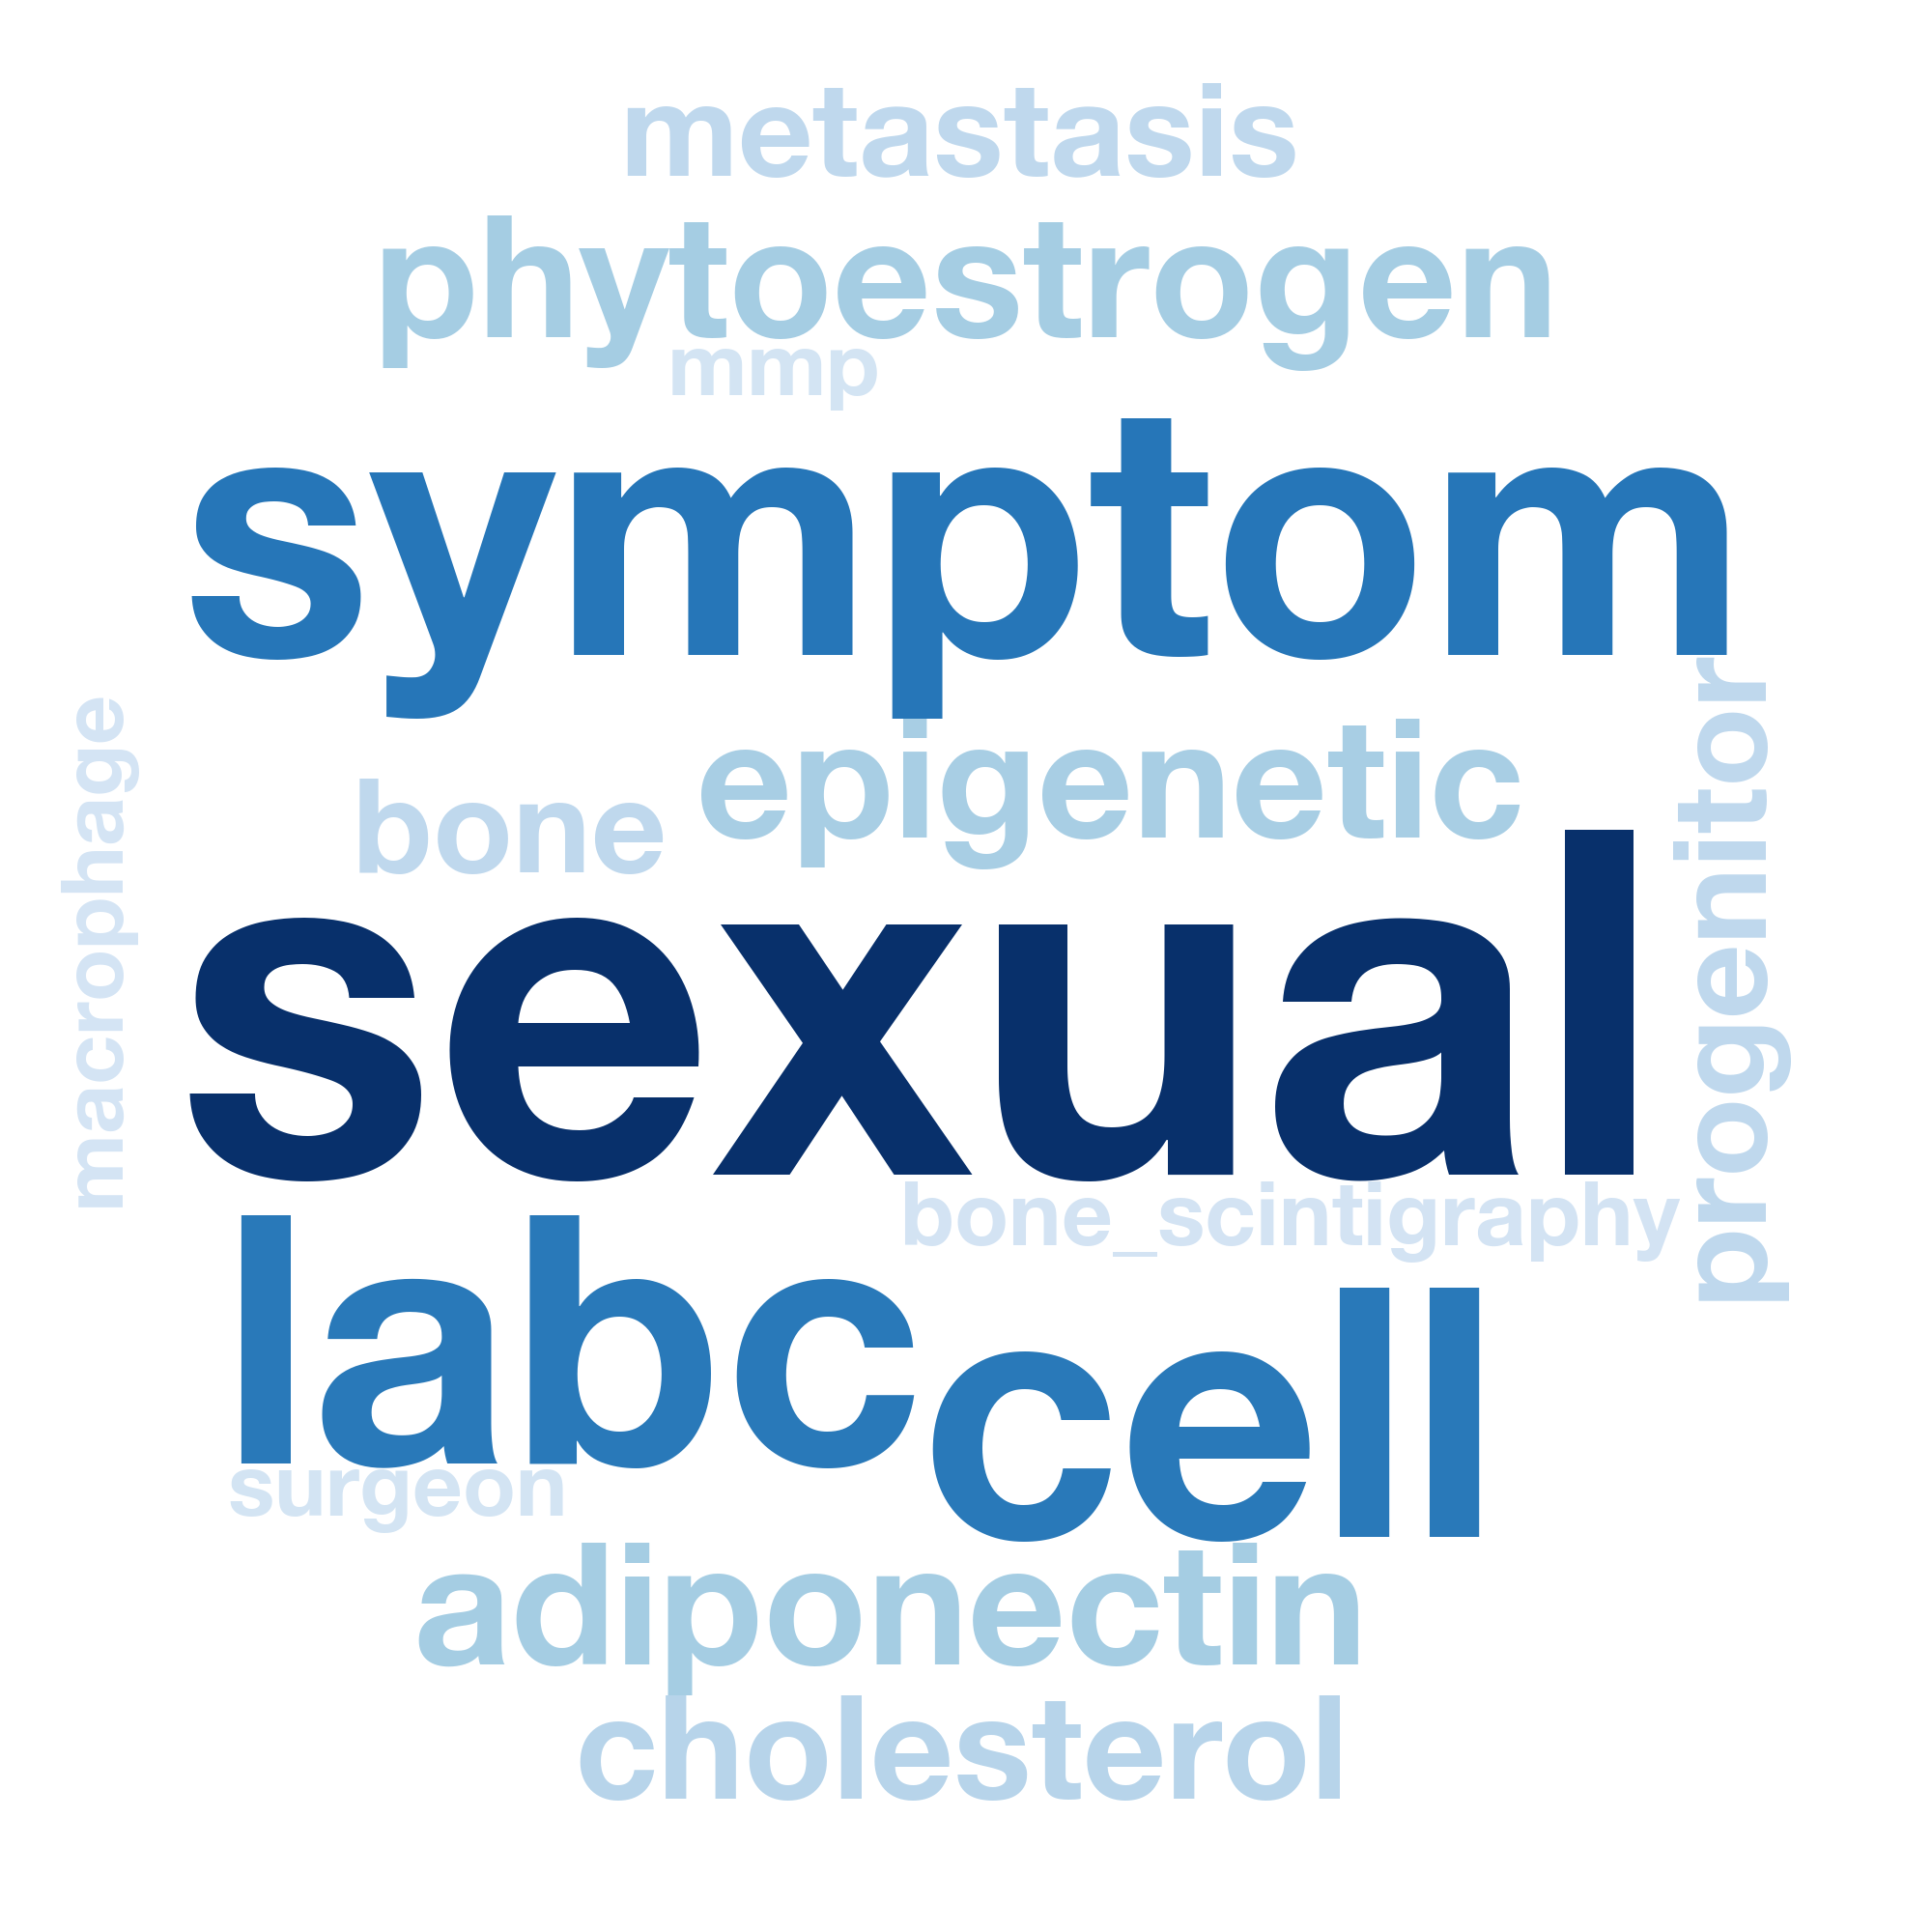 metastasis
phytoestrogen
mmp
symptom
macrophage
progenitor
epigenetic
bone
sexual
bone_scintigraphy
labc
cell
surgeon
adiponectin
cholesterol